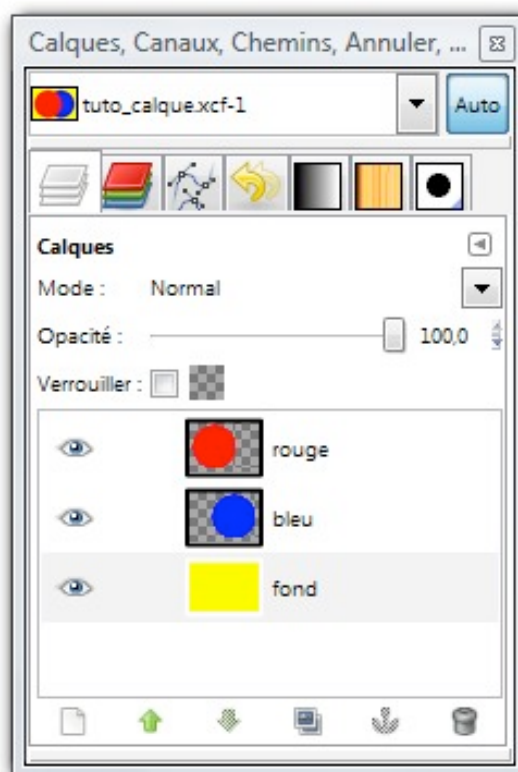 Calques, Canaux, Chemins, Annuler, ...
tuto_calque.xcf-1
Auto
Calques
Mode : Normal
Opacité : 100,0
Verrouiller :
rouge
bleu
fond